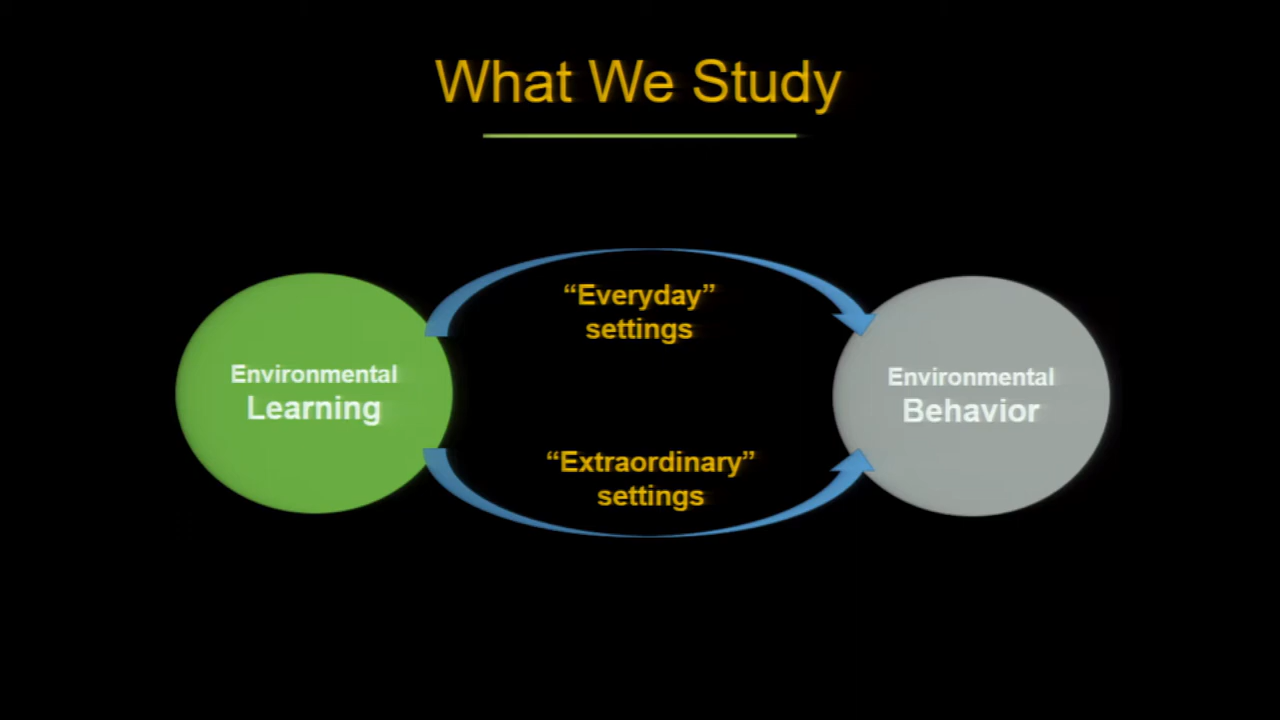 What We Study
“Everyday”
settings
Environmental
Learning
Environmental
Behavior
“Extraordinary”
settings